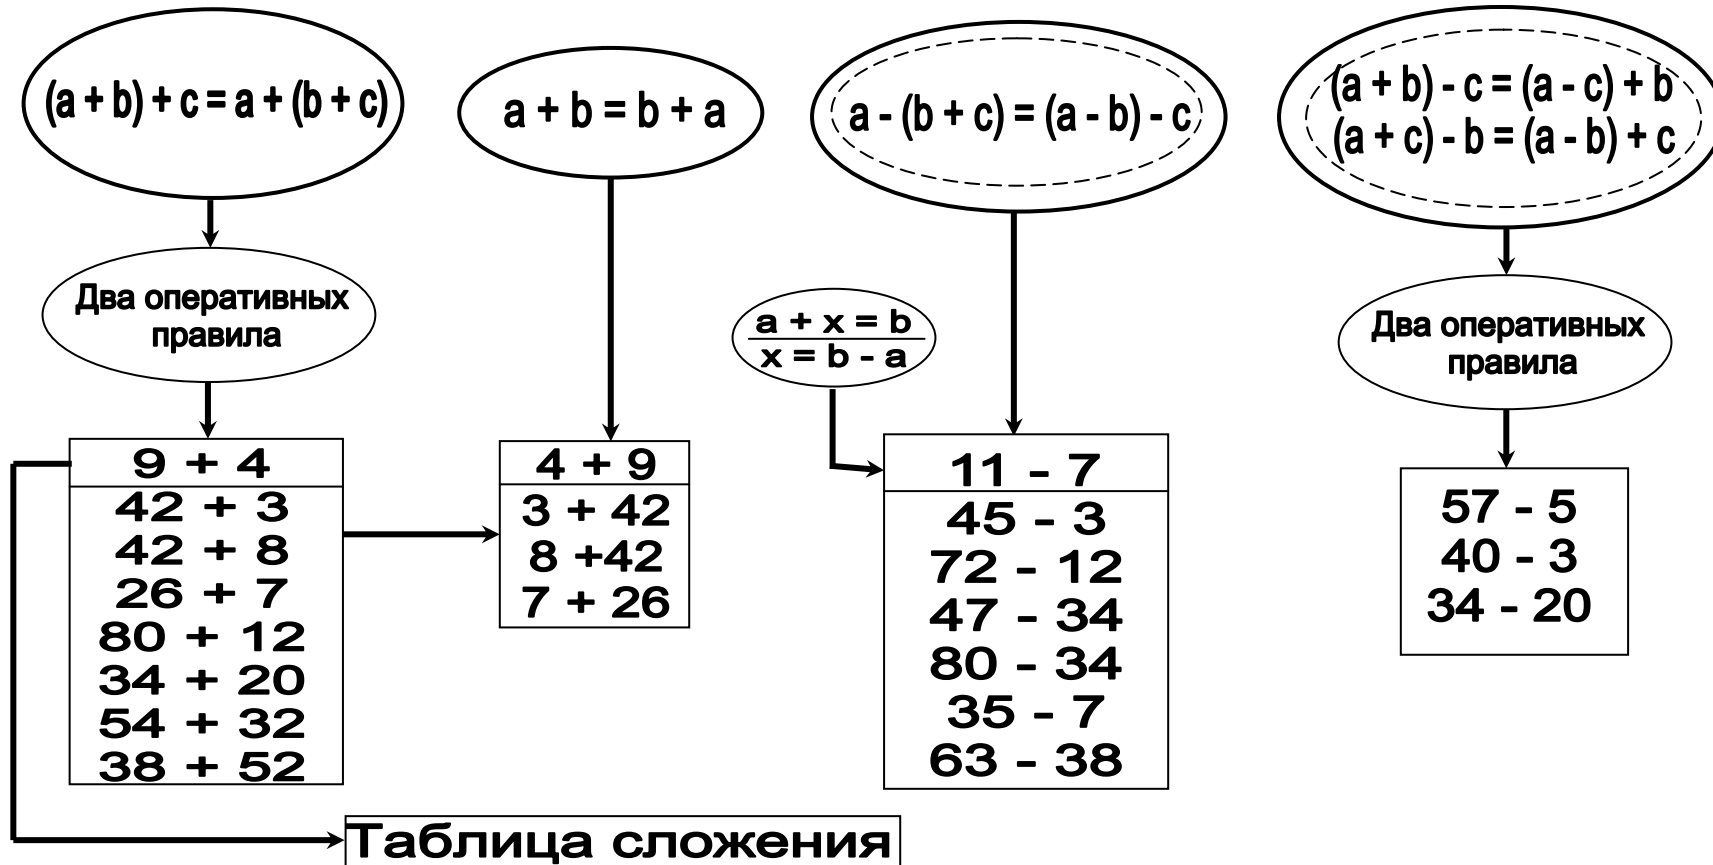 (a + b) + c = a + (b + c)
a + b = b + a
a - (b + c) = (a - b) - c
(a + b) - c = (a - c) + b
(a + c) - b = (a - b) + c
Два оперативных
правила
a + x = b
x = b - a
Два оперативных
правила
9 + 4
42 + 3
42 + 8
26 + 7
80 + 12
34 + 20
54 + 32
38 + 52
4 + 9
3 + 42
8 +42
7 + 26
11 - 7
45 - 3
72 - 12
47 - 34
80 - 34
35 - 7
63 - 38
57 - 5
40 - 3
34 - 20
Таблица сложения